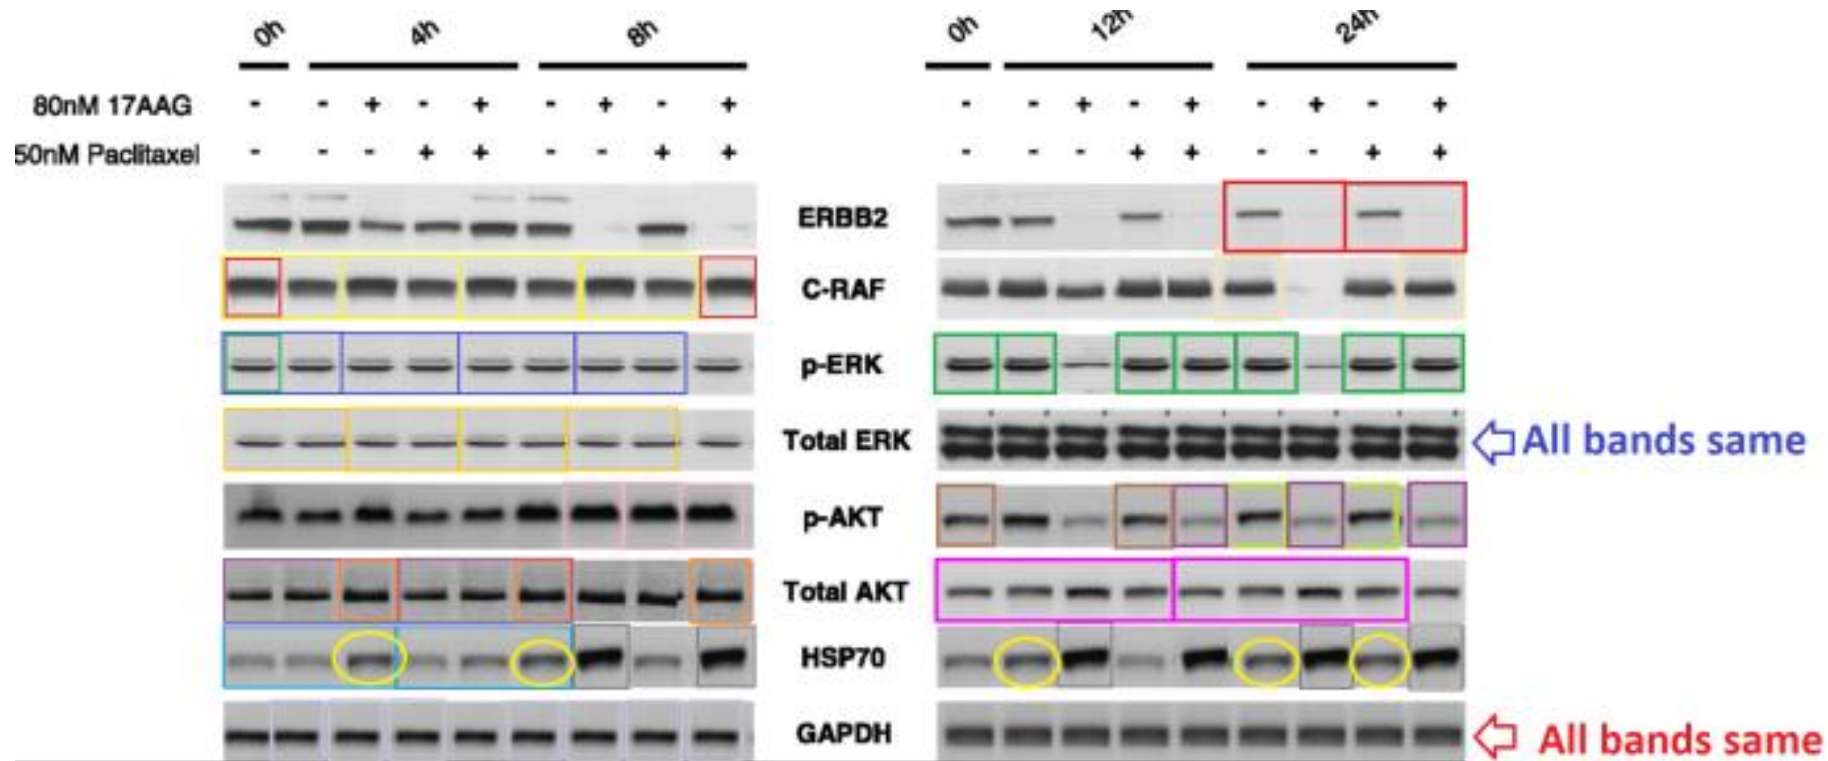 0h 4h 8h 0h 12h 24h
80nM 17AAG - - + - + - + - + - - + - + - + - +
50nM Paclitaxel - - - + + - - + + - - - + + - - + +
ERBB2
C-RAF
p-ERK
Total ERK All bands same
p-AKT
Total AKT
HSP70
GAPDH All bands same